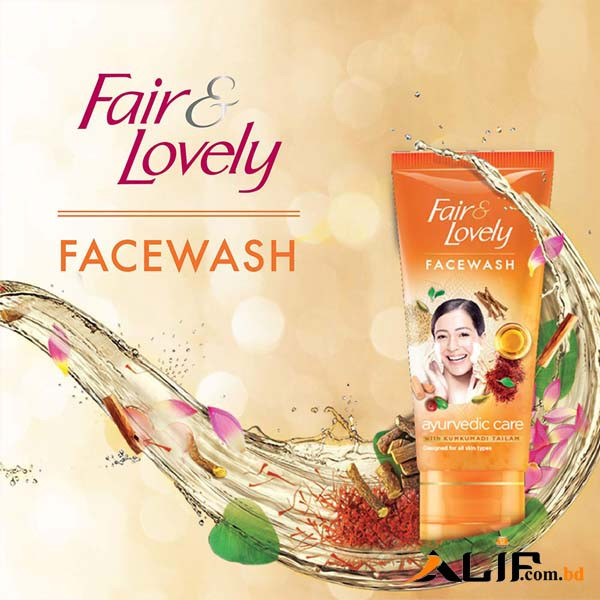 Fair &
Lovely
FACEWASH
Fair &
Lovely
FACEWASH
ayurvedic care
WITH KUMKUMADI TAILAM
Designed for all skin types
ALIF.com.bd